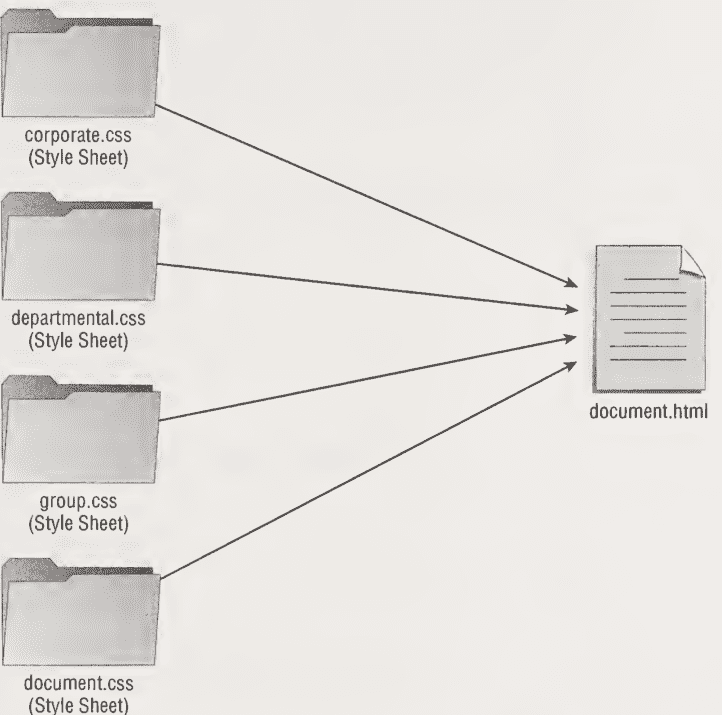 corporate.css
(Style Sheet)
departmental.css
(Style Sheet)
document.html
group.css
(Style Sheet)
document.css
(Style Sheet)